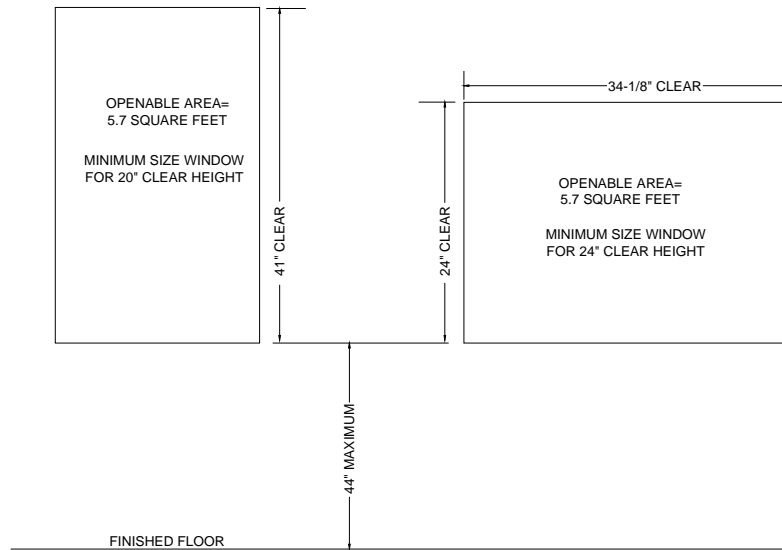 OPENABLE AREA=
5.7 SQUARE FEET
MINIMUM SIZE WINDOW
FOR 20" CLEAR HEIGHT
41" CLEAR
24" CLEAR
34-1/8" CLEAR
OPENABLE AREA=
5.7 SQUARE FEET
MINIMUM SIZE WINDOW
FOR 24" CLEAR HEIGHT
44" MAXIMUM
FINISHED FLOOR